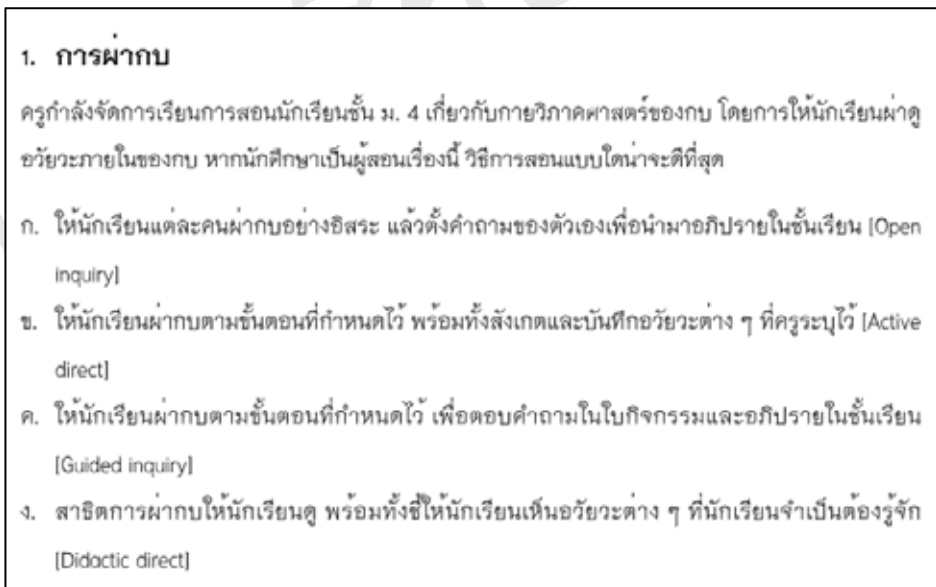 1. การผ่ากบ
ครูกำลังจัดการเรียนการสอนนักเรียนชั้น ม. 4 เกี่ยวกับกายวิภาคศาสตร์ของกบ โดยการให้นักเรียนผ่าดู
อวัยวะภายในของกบ หากนักศึกษาเป็นผู้สอนเรื่องนี้ วิธีการสอนแบบใดน่าจะดีที่สุด
ก. ให้นักเรียนแต่ละคนผ่ากบอย่างอิสระ แล้วตั้งคำถามของตัวเองเพื่อนำมาอภิปรายในชั้นเรียน [Open
inquiry]
ข. ให้นักเรียนผ่ากบตามขั้นตอนที่กำหนดไว้ พร้อมทั้งสังเกตและบันทึกอวัยวะต่าง ๆ ที่ครูระบุไว้ [Active
direct]
ค. ให้นักเรียนผ่ากบตามขั้นตอนที่กำหนดไว้ เพื่อตอบคำถามในใบกิจกรรมและอภิปรายในชั้นเรียน
[Guided inquiry]
ง. สาธิตการผ่ากบให้นักเรียนดู พร้อมทั้งชี้ให้นักเรียนเห็นอวัยวะต่าง ๆ ที่นักเรียนจำเป็นต้องรู้จัก
[Didactic direct]